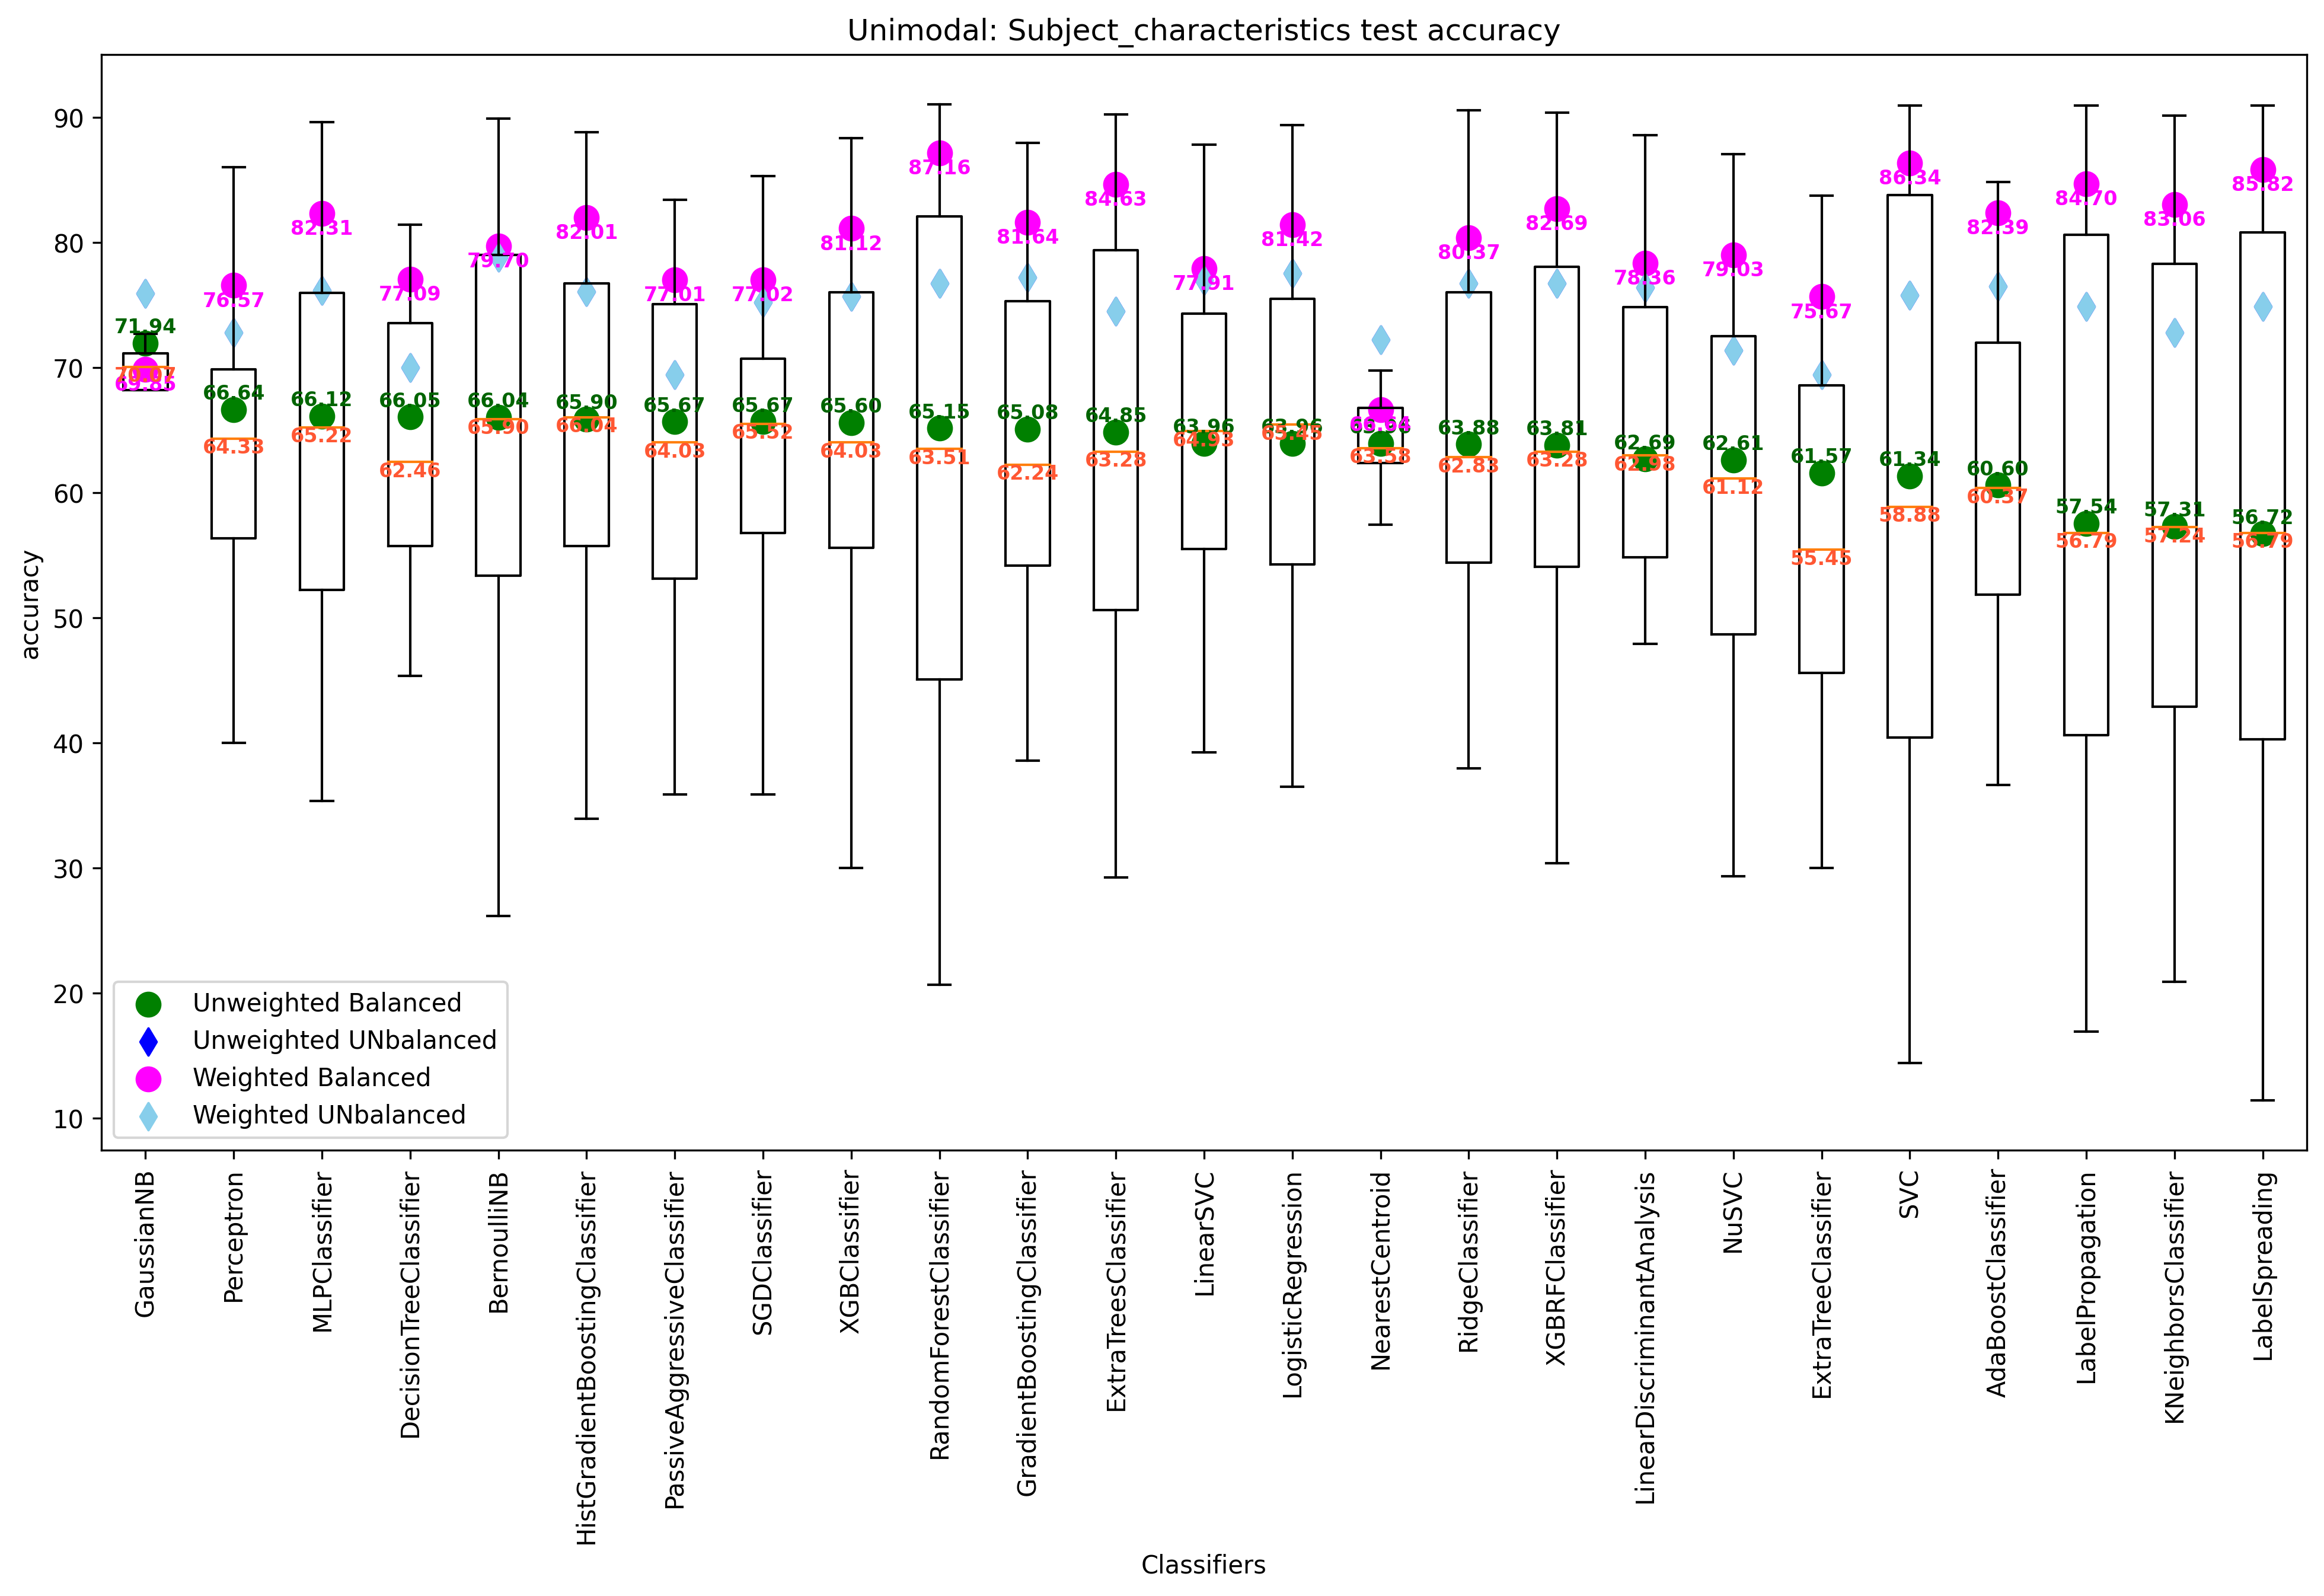 Unimodal: Subject_characteristics test accuracy
accuracy
90
80
70
60
50
40
30
20
10
71.94
69.85
66.64
76.57
64.33
66.12
82.31
65.22
66.05
77.09
62.46
66.04
79.70
65.90
65.90
82.01
66.04
65.67
77.01
64.03
65.67
77.02
65.52
65.60
81.12
64.03
65.15
87.16
63.51
65.08
81.64
62.24
64.85
84.63
63.28
63.96
77.91
64.93
63.96
81.42
65.45
66.64
63.58
63.88
80.37
62.83
63.81
82.69
63.28
62.69
78.36
62.98
62.61
79.03
61.12
61.57
75.67
55.45
61.34
86.34
58.88
60.60
82.39
60.37
57.54
84.70
56.79
57.31
83.06
57.24
56.72
85.82
56.79
Unweighted Balanced
Unweighted UNbalanced
Weighted Balanced
Weighted UNbalanced
GaussianNB
Perceptron
MLPClassifier
DecisionTreeClassifier
BernoulliNB
HistGradientBoostingClassifier
PassiveAggressiveClassifier
SGDClassifier
XGBClassifier
RandomForestClassifier
GradientBoostingClassifier
ExtraTreesClassifier
LinearSVC
LogisticRegression
NearestCentroid
RidgeClassifier
XGBRFClassifier
LinearDiscriminantAnalysis
NuSVC
ExtraTreeClassifier
SVC
AdaBoostClassifier
LabelPropagation
KNeighborsClassifier
LabelSpreading
Classifiers